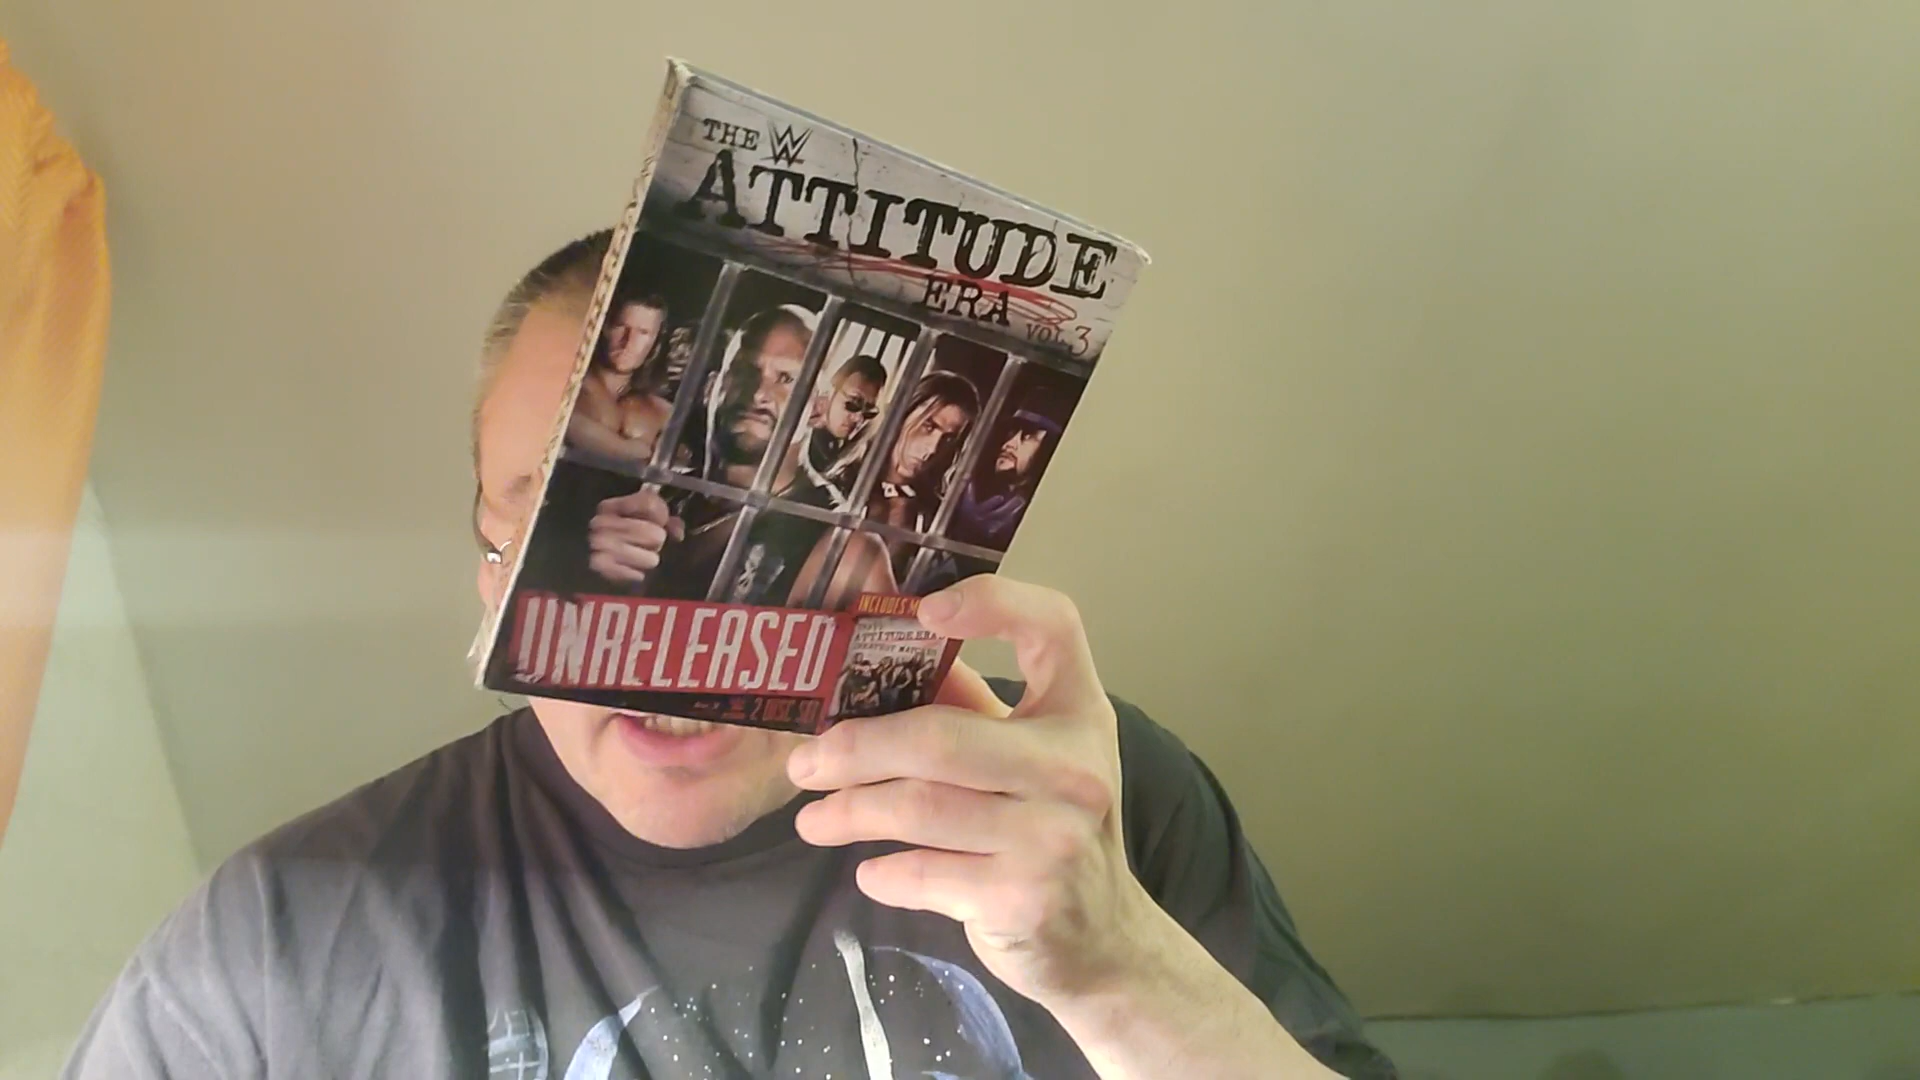 THE W
ATTITUDE
ERA VOL.3
UNRELEASED
INCLUDES
ATTITUDE ERA
GREATEST MATCHES
2 DISC SET